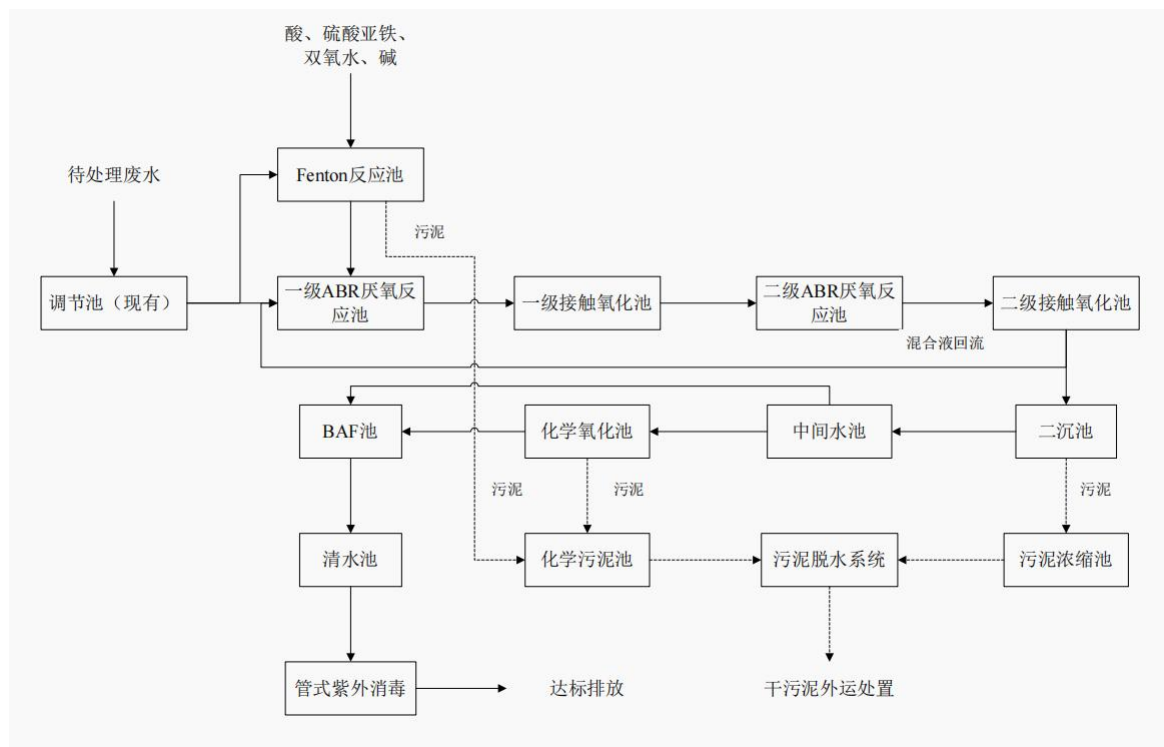 酸、硫酸亚铁、
双氧水、碱
待处理废水
Fenton反应池
污泥
调节池（现有）
一级ABR厌氧反
应池
一级接触氧化池
二级ABR厌氧反
应池
二级接触氧化池
混合液回流
BAF池
化学氧化池
中间水池
二沉池
污泥
污泥
污泥
清水池
化学污泥池
污泥脱水系统
污泥浓缩池
管式紫外消毒
达标排放
干污泥外运处置